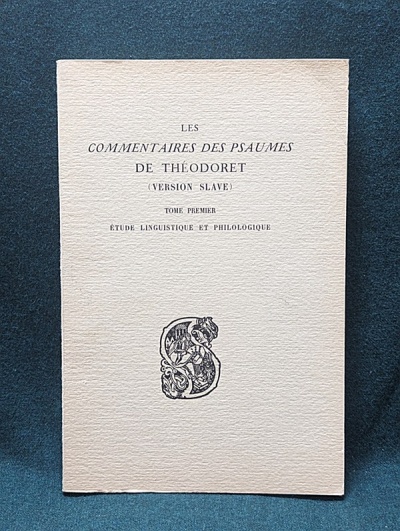 LES
COMMENTAIRES DES PSAUMES
DE THÉODORET
(VERSION SLAVE)
TOME PREMIER
ÉTUDE LINGUISTIQUE ET PHILOLOGIQUE